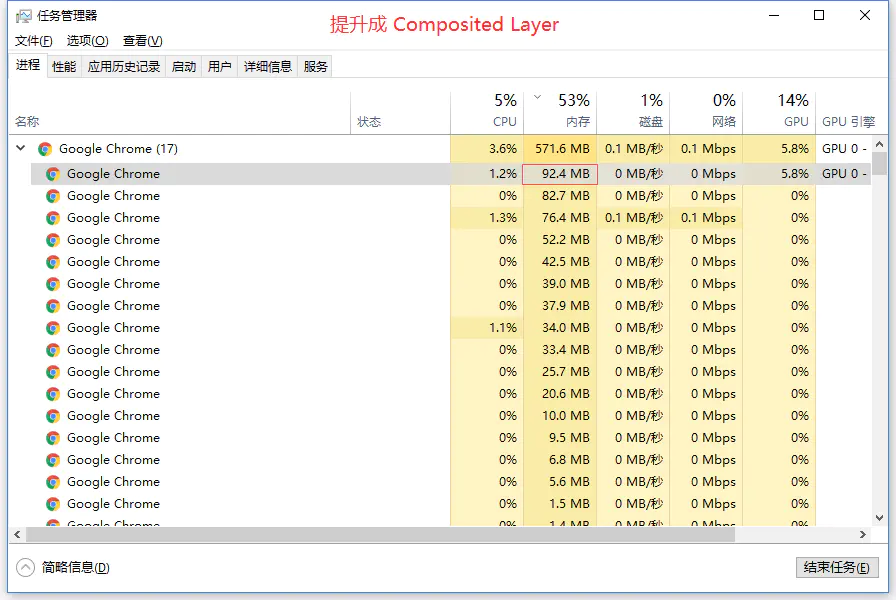 任务管理器
提升成 Composited Layer
文件(F) 选项(O) 查看(V)
进程 性能 应用历史记录 启动 用户 详细信息 服务
5% 53% 1% 0% 14%
名称 状态 CPU 内存 磁盘 网络 GPU GPU 引擎
Google Chrome (17) 3.6% 571.6 MB 0.1 MB/秒 0.1 Mbps 5.8% GPU 0 -
Google Chrome 1.2% 92.4 MB 0 MB/秒 0 Mbps 5.8% GPU 0 -
Google Chrome 0% 82.7 MB 0 MB/秒 0 Mbps 0%
Google Chrome 1.3% 76.4 MB 0.1 MB/秒 0.1 Mbps 0%
Google Chrome 0% 52.2 MB 0 MB/秒 0 Mbps 0%
Google Chrome 0% 42.5 MB 0 MB/秒 0 Mbps 0%
Google Chrome 0% 39.0 MB 0 MB/秒 0 Mbps 0%
Google Chrome 0% 37.9 MB 0 MB/秒 0 Mbps 0%
Google Chrome 1.1% 34.0 MB 0 MB/秒 0 Mbps 0%
Google Chrome 0% 33.4 MB 0 MB/秒 0 Mbps 0%
Google Chrome 0% 25.7 MB 0 MB/秒 0 Mbps 0%
Google Chrome 0% 20.6 MB 0 MB/秒 0 Mbps 0%
Google Chrome 0% 10.0 MB 0 MB/秒 0 Mbps 0%
Google Chrome 0% 9.5 MB 0 MB/秒 0 Mbps 0%
Google Chrome 0% 6.8 MB 0 MB/秒 0 Mbps 0%
Google Chrome 0% 5.6 MB 0 MB/秒 0 Mbps 0%
Google Chrome 0% 1.5 MB 0 MB/秒 0 Mbps 0%
Google Chrome 0% 1.4 MB 0 MB/秒 0 Mbps 0%
简略信息(D) 结束任务(E)